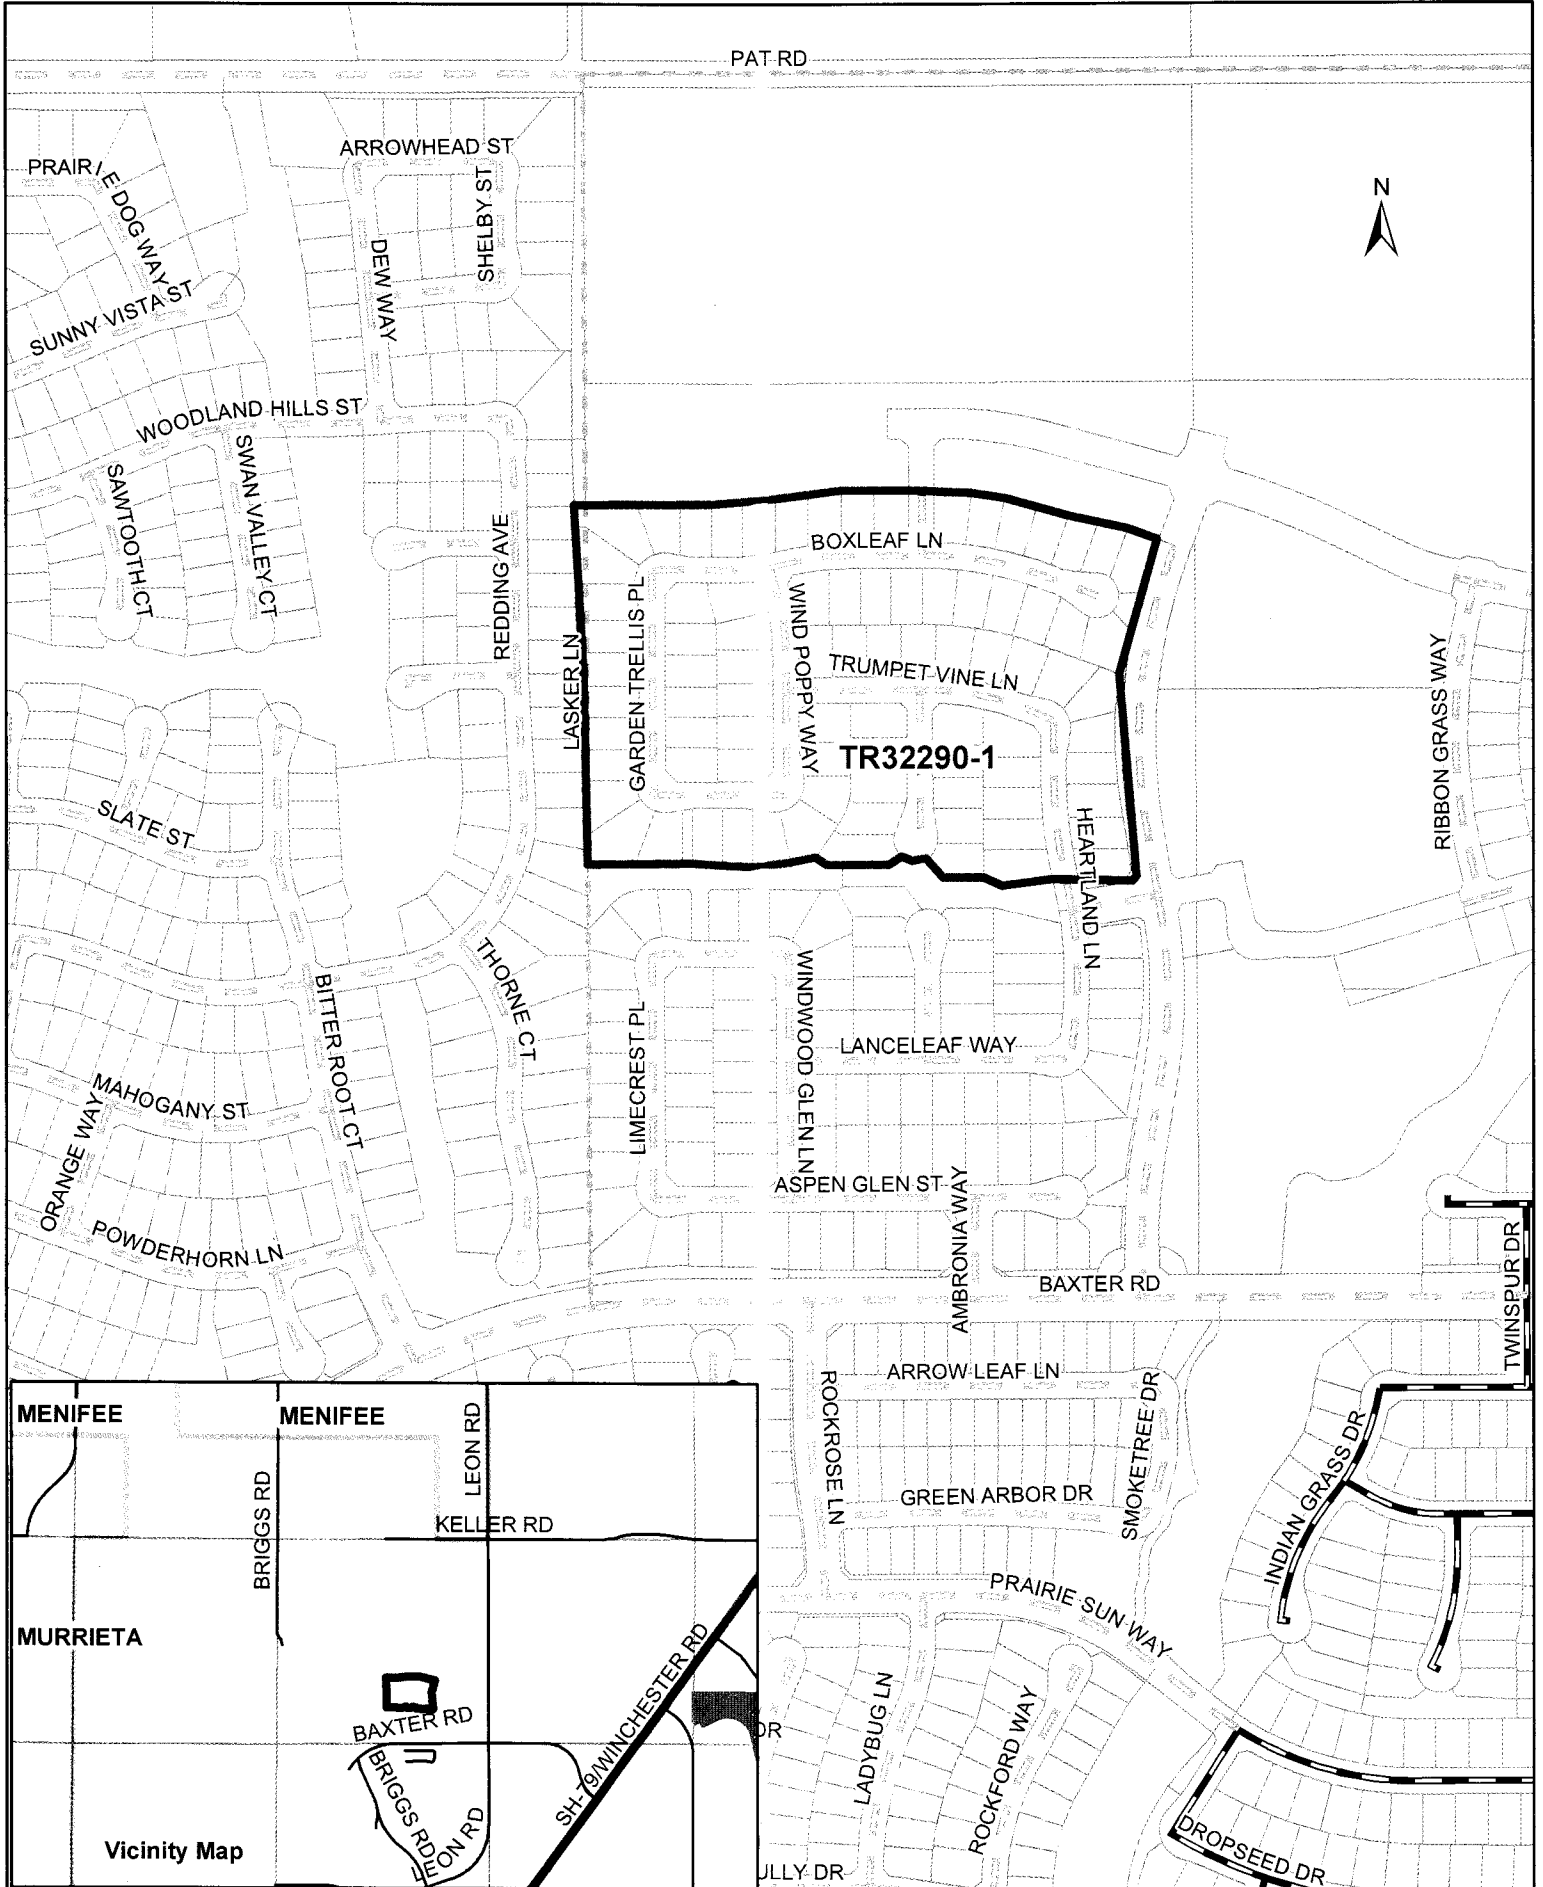 PAT RD
ARROWHEAD ST
PRAIRIE DOG WAY
SHELBY ST
N
DEW WAY
SUNNY VISTA ST
WOODLAND HILLS ST
SWAN VALLEY CT
SAWTOOTH CT
REDDING AVE
BOXLEAF LN
GARDEN TRELLIS PL
WIND POPPY WAY
LASKER LN
TRUMPET VINE LN
RIBBON GRASS WAY
TR32290-1
SLATE ST
HEARTLAND LN
THORNE CT
BITTER ROOT CT
LIMECREST PL
WINDWOOD GLEN LN
LANCELEAF WAY
MAHOGANY ST
ORANGE WAY
ASPEN GLEN ST
AMBRONIA WAY
POWDERHORN LN
BAXTER RD
TWINSPUR DR
ARROW LEAF LN
ROCKROSE LN
SMOKETREE DR
INDIAN GRASS DR
GREEN ARBOR DR
PRAIRIE SUN WAY
LADYBUG LN
ROCKFORD WAY
DROPSEED DR
DR
ULLY DR
MENIFEE
MENIFEE
LEON RD
BRIGGS RD
KELLER RD
MURRIETA
BAXTER RD
BRIGGS RD
LEON RD
SH-79/WINCHESTER RD
Vicinity Map